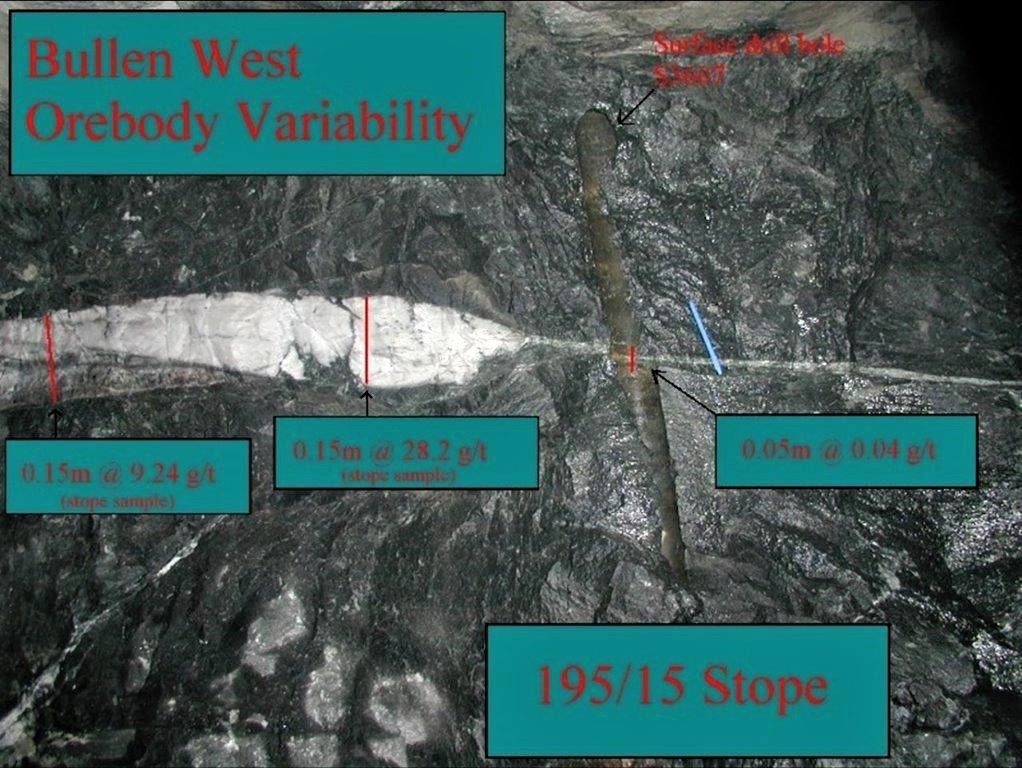 Bullen West
Orebody Variability
Surface drill hole
0.15m @ 9.24 g/t
(stope sample)
0.15m @ 28.2 g/t
(stope sample)
0.05m @ 0.04 g/t
195/15 Stope